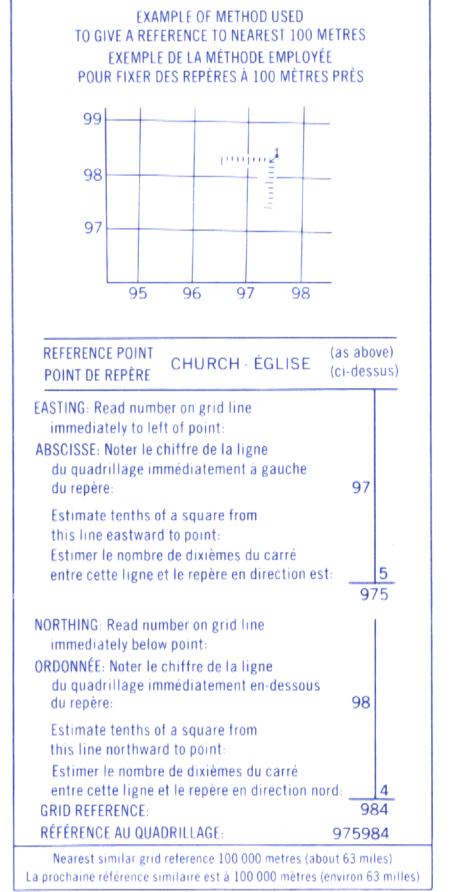 EXAMPLE OF METHOD USED
TO GIVE A REFERENCE TO NEAREST 100 METRES
EXEMPLE DE LA MÉTHODE EMPLOYÉE
POUR FIXER DES REPÈRES À 100 MÈTRES PRÈS
99
98
97
95 96 97 98
REFERENCE POINT
POINT DE REPÈRE
CHURCH - ÉGLISE
(as above)
(ci-dessus)
EASTING: Read number on grid line
immediately to left of point:
ABSCISSE: Noter le chiffre de la ligne
du quadrillage immédiatement à gauche
du repère: 97
Estimate tenths of a square from
this line eastward to point:
Estimer le nombre de dixièmes du carré
entre cette ligne et le repère en direction est: 5
975
NORTHING: Read number on grid line
immediately below point:
ORDONNÉE: Noter le chiffre de la ligne
du quadrillage immédiatement en-dessous
du repère: 98
Estimate tenths of a square from
this line northward to point:
Estimer le nombre de dixièmes du carré
entre cette ligne et le repère en direction nord: 4
GRID REFERENCE: 984
RÉFÉRENCE AU QUADRILLAGE: 975984
Nearest similar grid reference 100 000 metres (about 63 miles)
La prochaine référence similaire est à 100 000 mètres (environ 63 milles)